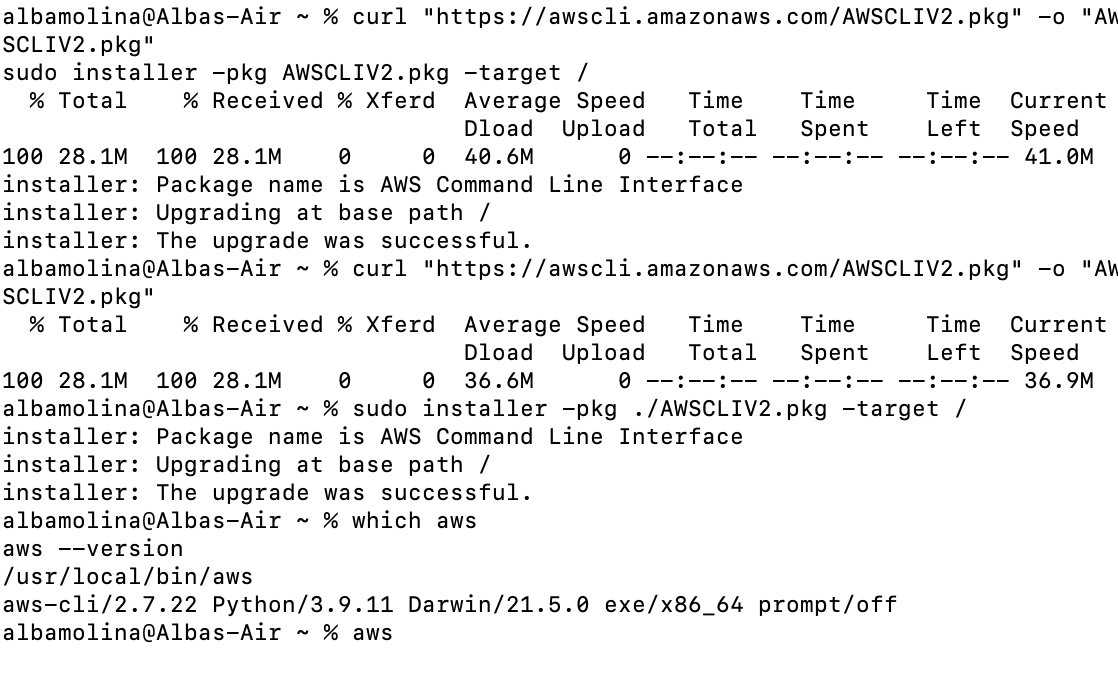 albamolina@Albas-Air ~ % curl "https://awscli.amazonaws.com/AWSCLIV2.pkg" -o "AW
SCLIV2.pkg"
sudo installer -pkg AWSCLIV2.pkg -target /
% Total % Received % Xferd Average Speed Time Time Time Current
Dload Upload Total Spent Left Speed
100 28.1M 100 28.1M 0 0 40.6M 0 --:--:-- --:--:-- --:--:-- 41.0M
installer: Package name is AWS Command Line Interface
installer: Upgrading at base path /
installer: The upgrade was successful.
albamolina@Albas-Air ~ % curl "https://awscli.amazonaws.com/AWSCLIV2.pkg" -o "AW
SCLIV2.pkg"
% Total % Received % Xferd Average Speed Time Time Time Current
Dload Upload Total Spent Left Speed
100 28.1M 100 28.1M 0 0 36.6M 0 --:--:-- --:--:-- --:--:-- 36.9M
albamolina@Albas-Air ~ % sudo installer -pkg ./AWSCLIV2.pkg -target /
installer: Package name is AWS Command Line Interface
installer: Upgrading at base path /
installer: The upgrade was successful.
albamolina@Albas-Air ~ % which aws
aws --version
/usr/local/bin/aws
aws-cli/2.7.22 Python/3.9.11 Darwin/21.5.0 exe/x86_64 prompt/off
albamolina@Albas-Air ~ % aws